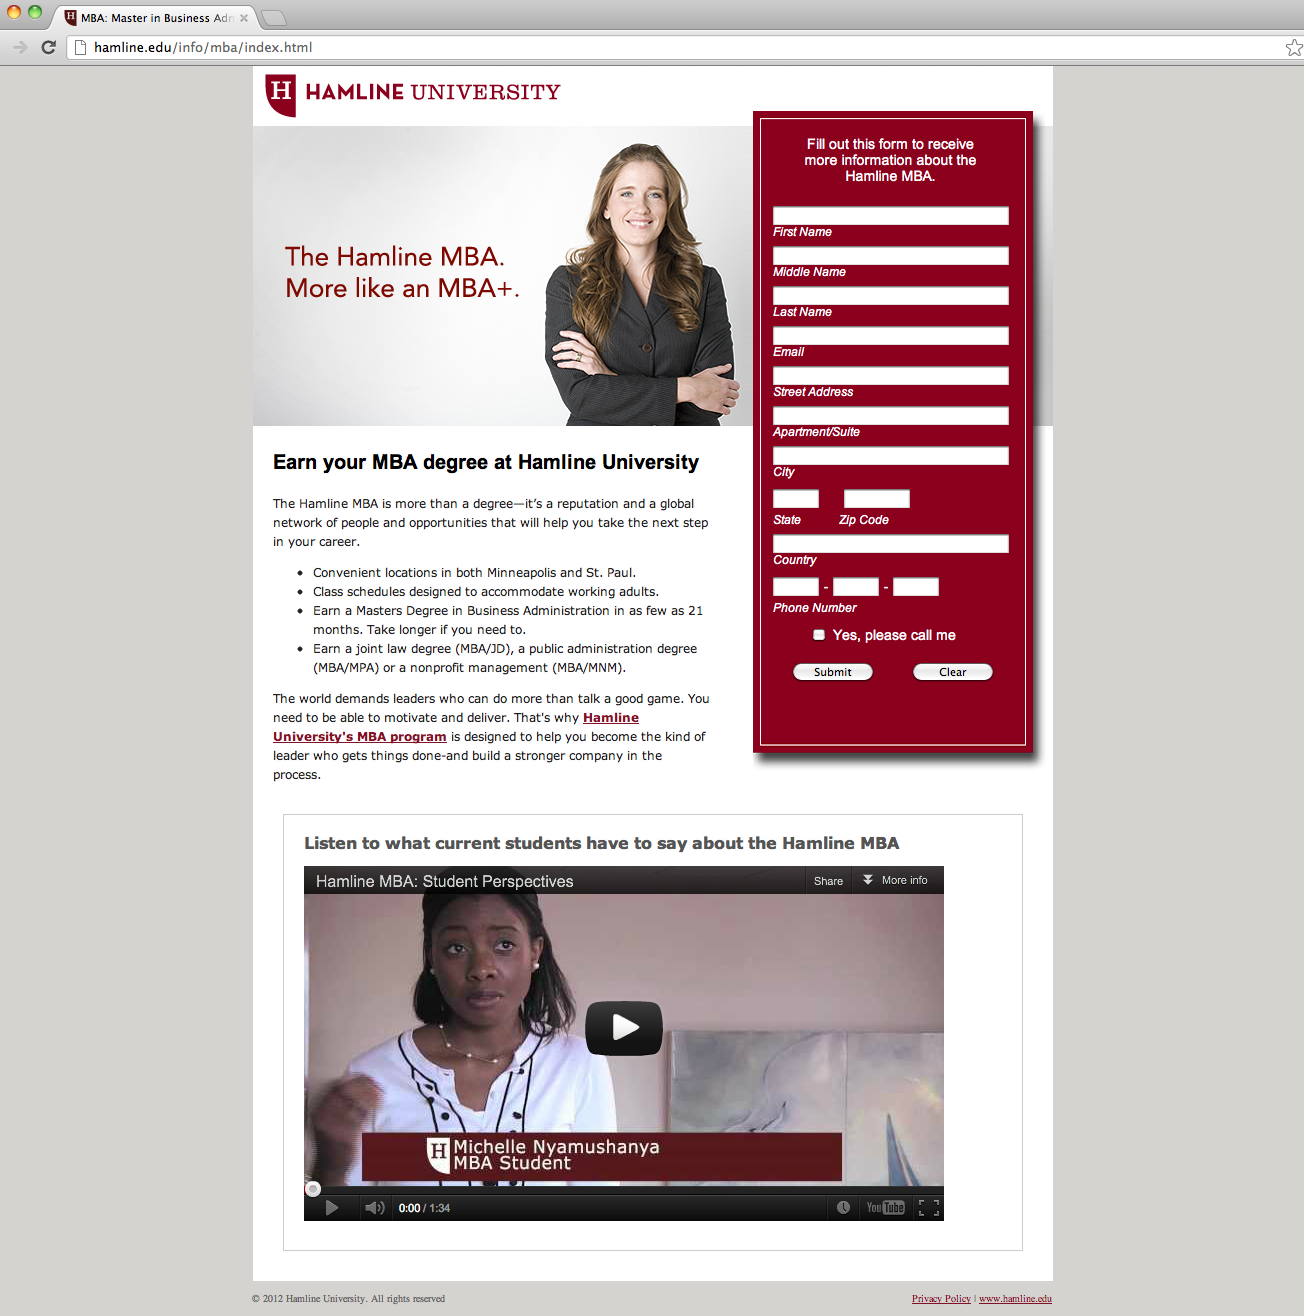 MBA: Master in Business Adm
hamline.edu/info/mba/index.html
H HAMLINE UNIVERSITY
The Hamline MBA.
More like an MBA+.
Fill out this form to receive
more information about the
Hamline MBA.
First Name
Middle Name
Last Name
Email
Street Address
Apartment/Suite
City
State Zip Code
Country
- -
Phone Number
Yes, please call me
Submit Clear
Earn your MBA degree at Hamline University
The Hamline MBA is more than a degree—it's a reputation and a global
network of people and opportunities that will help you take the next step
in your career.
• Convenient locations in both Minneapolis and St. Paul.
• Class schedules designed to accommodate working adults.
• Earn a Masters Degree in Business Administration in as few as 21
months. Take longer if you need to.
• Earn a joint law degree (MBA/JD), a public administration degree
(MBA/MPA) or a nonprofit management (MBA/MNM).
The world demands leaders who can do more than talk a good game. You
need to be able to motivate and deliver. That's why Hamline
University's MBA program is designed to help you become the kind of
leader who gets things done-and build a stronger company in the
process.
Listen to what current students have to say about the Hamline MBA
Hamline MBA: Student Perspectives Share More info
H Michelle Nyamushanya
MBA Student
0:00 / 1:34 YouTube
© 2012 Hamline University. All rights reserved Privacy Policy | www.hamline.edu